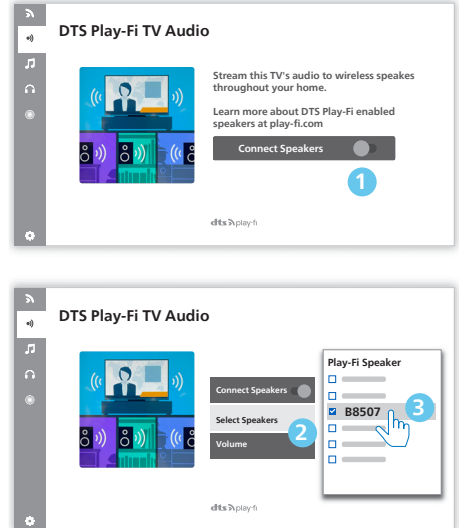 DTS Play-Fi TV Audio
Stream this TV's audio to wireless speakes
throughout your home.
Learn more about DTS Play-Fi enabled
speakers at play-fi.com
Connect Speakers
1
dts play-fi
DTS Play-Fi TV Audio
Connect Speakers
Select Speakers
2
Volume
Play-Fi Speaker
B8507
3
dts play-fi